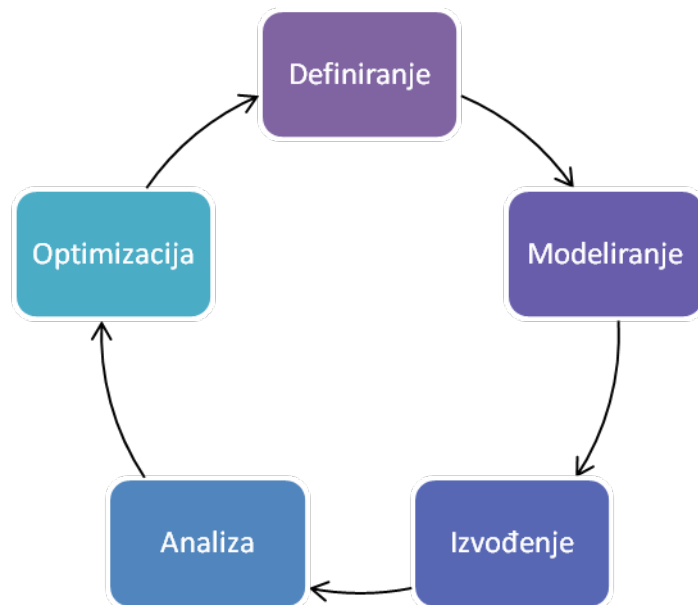 Definiranje
Modeliranje
Izvođenje
Analiza
Optimizacija